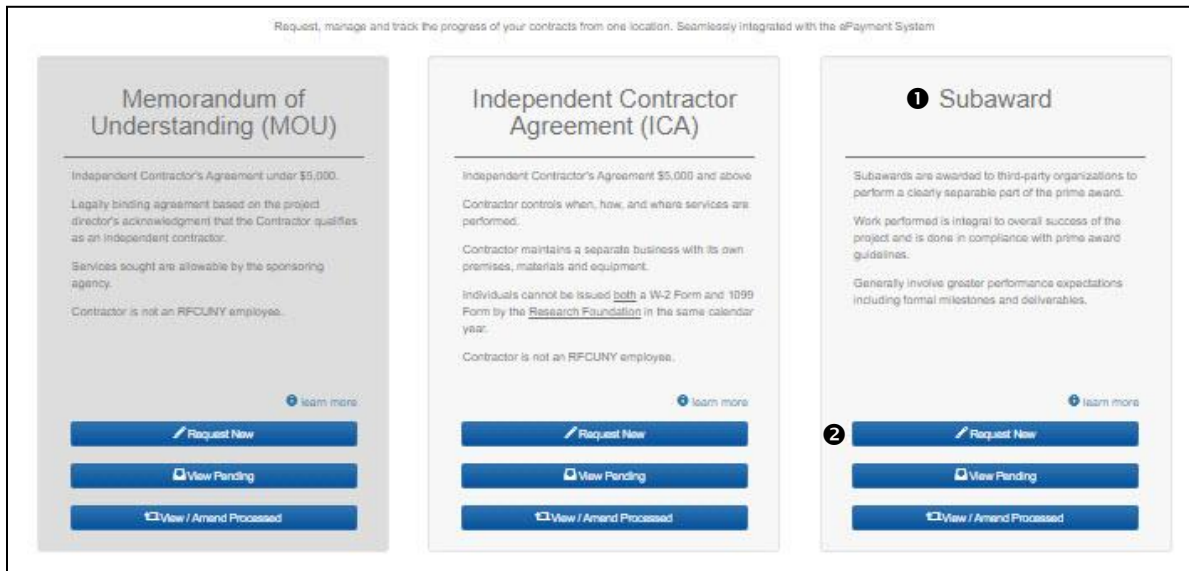 Request, manage and track the progress of your contracts from one location. Seamlessly integrated with the ePayment System
Memorandum of
Understanding (MOU)
Independent Contractor's Agreement under $5,000.
Legally binding agreement based on the project
director's acknowledgment that the Contractor qualifies
as an independent contractor.
Services sought are allowable by the sponsoring
agency.
Contractor is not an RFCUNY employee.
learn more
Request New
View Pending
View / Amend Processed
Independent Contractor
Agreement (ICA)
Independent Contractor's Agreement $5,000 and above
Contractor controls when, how, and where services are
performed.
Contractor maintains a separate business with its own
premises, materials and equipment.
Individuals cannot be issued both a W-2 Form and 1099
Form by the Research Foundation in the same calendar
year.
Contractor is not an RFCUNY employee.
learn more
Request New
View Pending
View / Amend Processed
❶ Subaward
Subawards are awarded to third-party organizations to
perform a clearly separable part of the prime award.
Work performed is integral to overall success of the
project and is done in compliance with prime award
guidelines.
Generally involve greater performance expectations
including formal milestones and deliverables.
learn more
❷ Request New
View Pending
View / Amend Processed